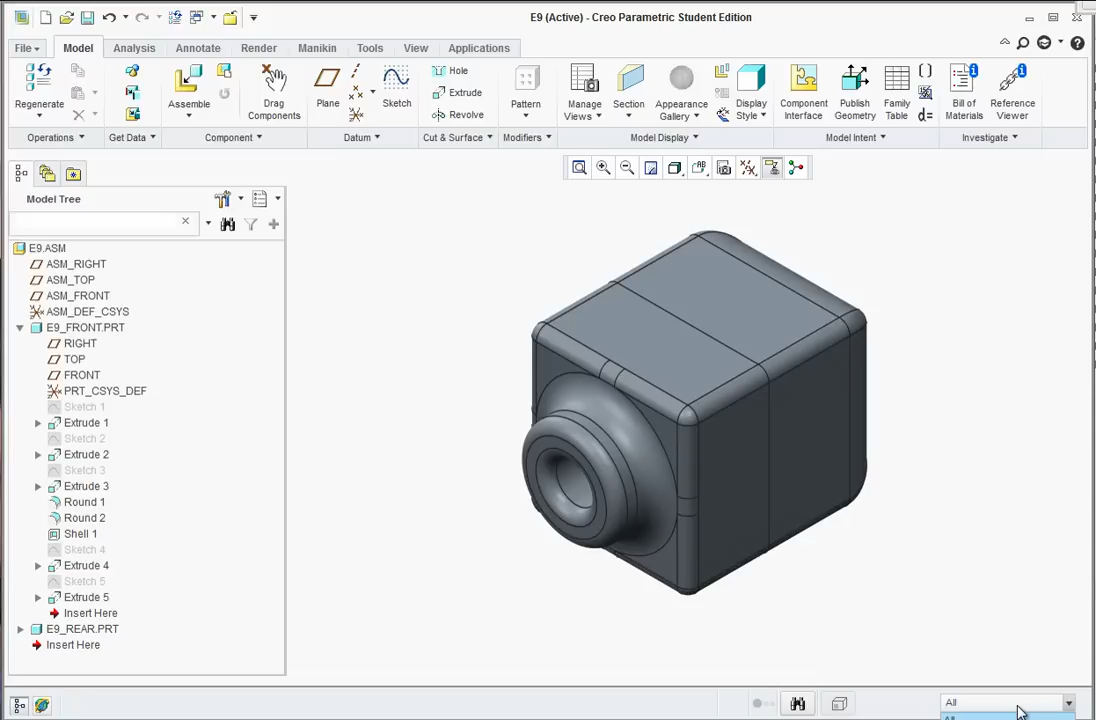 E9 (Active) - Creo Parametric Student Edition
File Model Analysis Annotate Render Manikin Tools View Applications
Regenerate
Assemble
Drag Components
Plane
Sketch
Hole
Extrude
Revolve
Pattern
Manage Views
Section
Appearance Gallery
Display Style
Component Interface
Publish Geometry
Family Table
d=
Bill of Materials
Reference Viewer
Operations Get Data Component Datum Cut & Surface Modifiers Model Display Model Intent Investigate
Model Tree
E9.ASM
ASM_RIGHT
ASM_TOP
ASM_FRONT
ASM_DEF_CSYS
E9_FRONT.PRT
RIGHT
TOP
FRONT
PRT_CSYS_DEF
Sketch 1
Extrude 1
Sketch 2
Extrude 2
Sketch 3
Extrude 3
Round 1
Round 2
Shell 1
Sketch 4
Extrude 4
Sketch 5
Extrude 5
Insert Here
E9_REAR.PRT
Insert Here
All
All